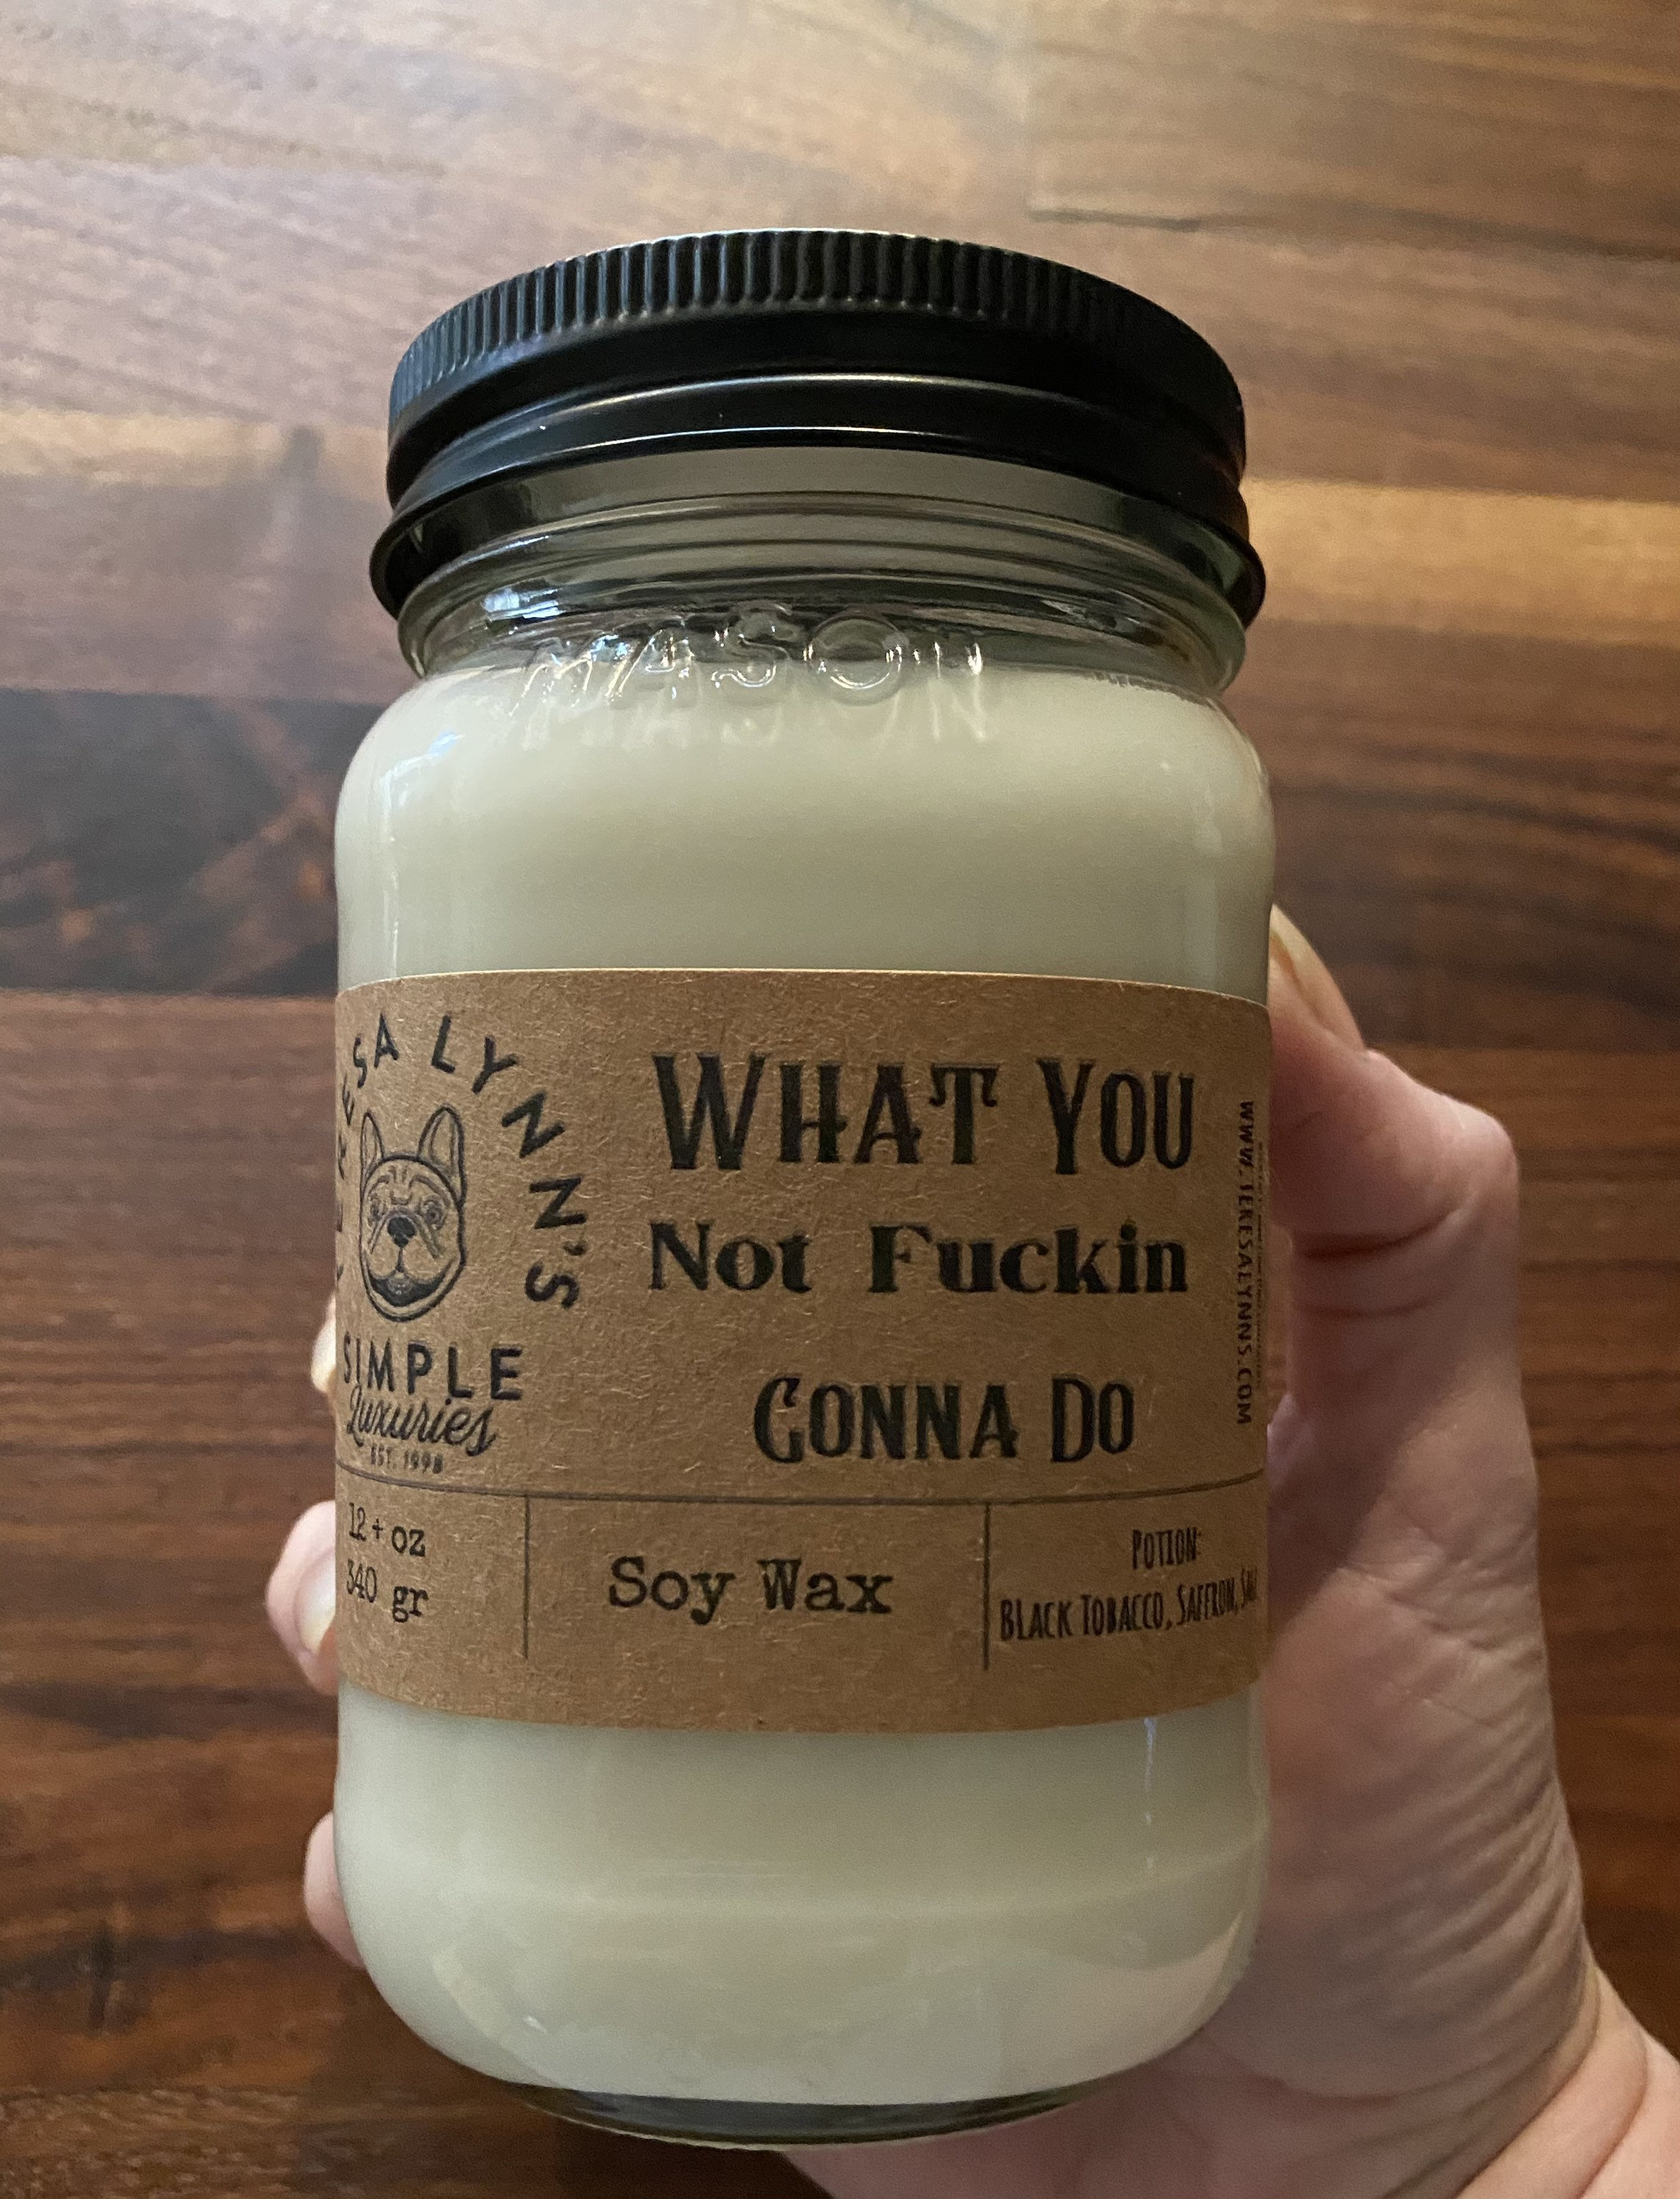 MASON
TERESA LYNN'S
SIMPLE
Luxuries
EST. 1998
WHAT YOU
Not Fuckin
GONNA DO
WWW.TERESALYNNS.COM
12+ oz
340 gr
Soy Wax
POTION:
BLACK TOBACCO, SAFFRON,